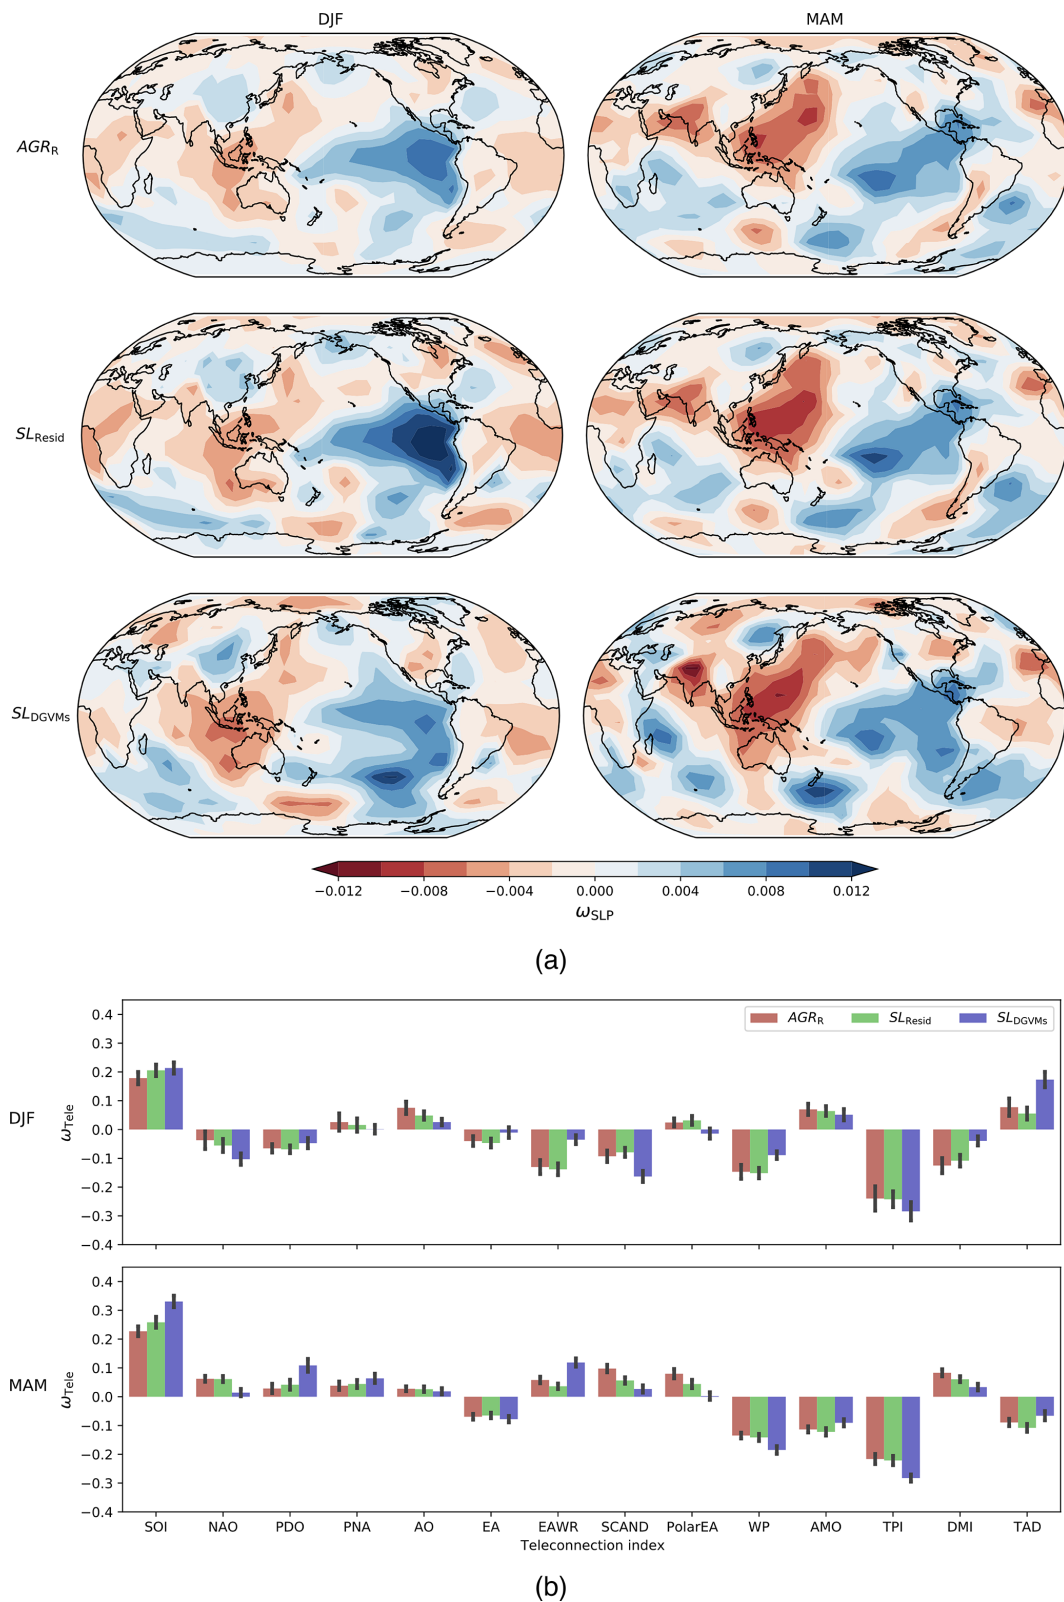 DJF MAM
AGR_R
SL_Resid
SL_DGVMs
−0.012 −0.008 −0.004 0.000 0.004 0.008 0.012
ω_SLP
(a)
AGR_R SL_Resid SL_DGVMs
DJF
ω_Tele
0.4
0.3
0.2
0.1
0.0
−0.1
−0.2
−0.3
−0.4
MAM
ω_Tele
0.4
0.3
0.2
0.1
0.0
−0.1
−0.2
−0.3
−0.4
SOI NAO PDO PNA AO EA EAWR SCAND PolarEA WP AMO TPI DMI TAD
Teleconnection index
(b)